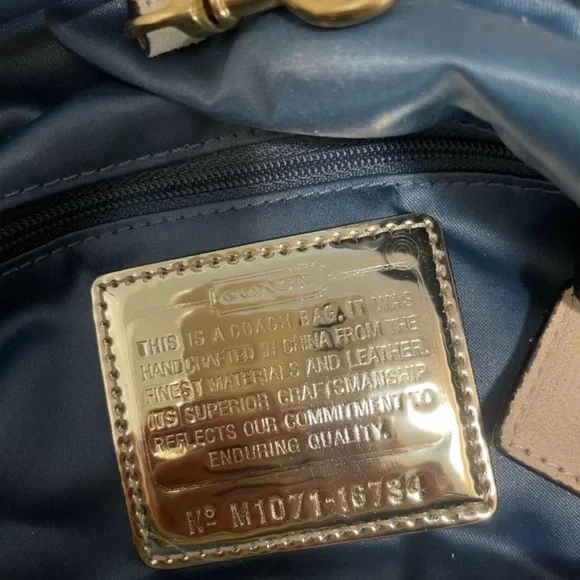 COACH
THIS IS A COACH BAG. IT WAS
HANDCRAFTED IN CHINA FROM THE
FINEST MATERIALS AND LEATHER.
ITS SUPERIOR CRAFTSMANSHIP
REFLECTS OUR COMMITMENT TO
ENDURING QUALITY.
Nº M1071-16734